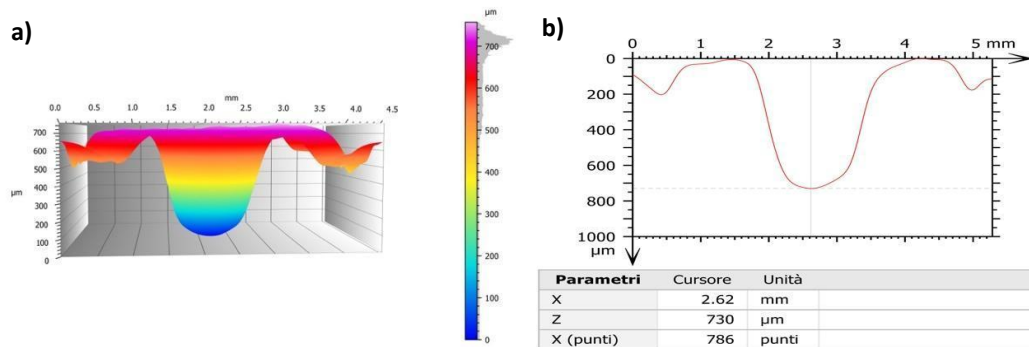 a)
µm
700
600
500
400
300
200
100
0
mm
0.0 0.5 1.0 1.5 2.0 2.5 3.0 3.5 4.0 4.5
700
600
500
400
300
200
100
0
µm
b)
0 1 2 3 4 5 mm
0
200
400
600
800
1000
µm
Parametri Cursore Unità
X 2.62 mm
Z 730 µm
X (punti) 786 punti